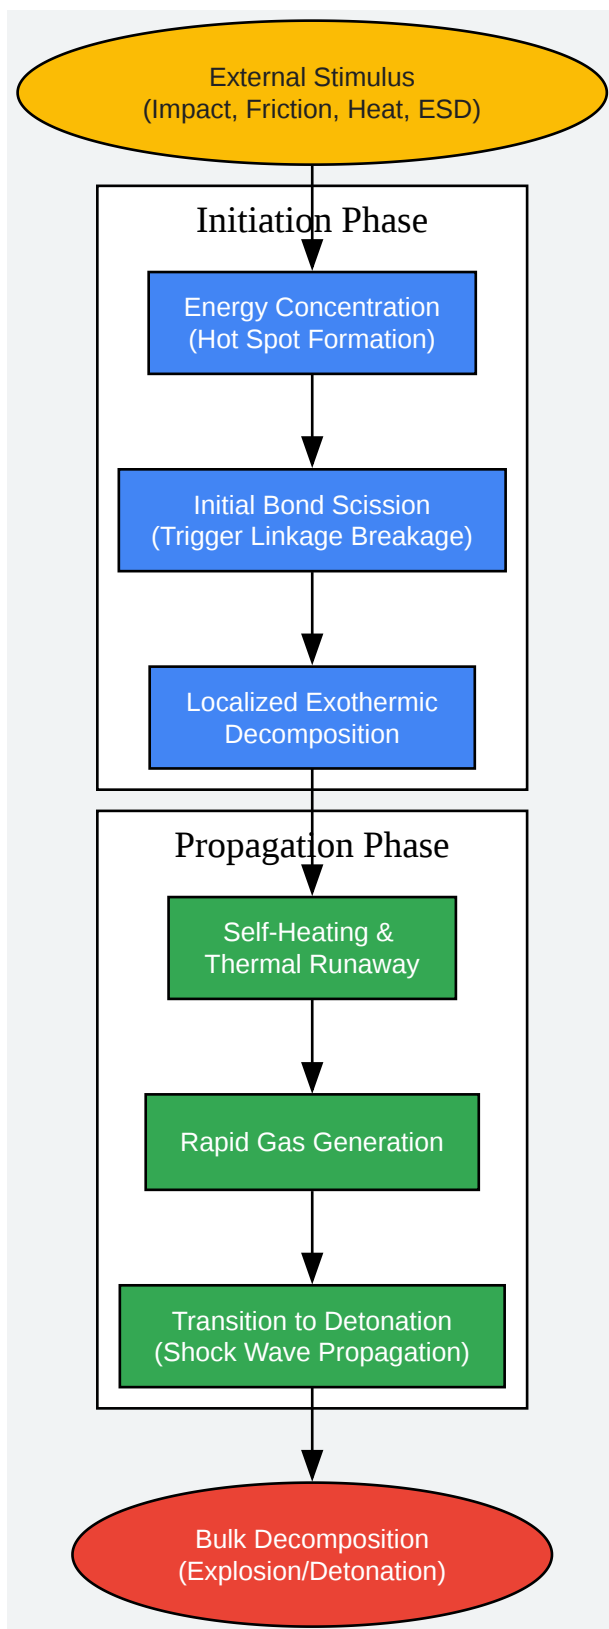 External Stimulus
(Impact, Friction, Heat, ESD)
Initiation Phase
Energy Concentration
(Hot Spot Formation)
Initial Bond Scission
(Trigger Linkage Breakage)
Localized Exothermic
Decomposition
Propagation Phase
Self-Heating &
Thermal Runaway
Rapid Gas Generation
Transition to Detonation
(Shock Wave Propagation)
Bulk Decomposition
(Explosion/Detonation)